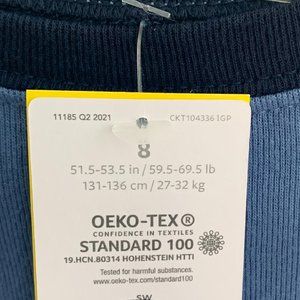 11185 Q2 2021 CKT104336 IGP
8
51.5-53.5 in / 59.5-69.5 lb
131-136 cm / 27-32 kg
OEKO-TEX®
CONFIDENCE IN TEXTILES
STANDARD 100
19.HCN.80314 HOHENSTEIN HTTI
Tested for harmful substances.
www.oeko-tex.com/standard100
SW